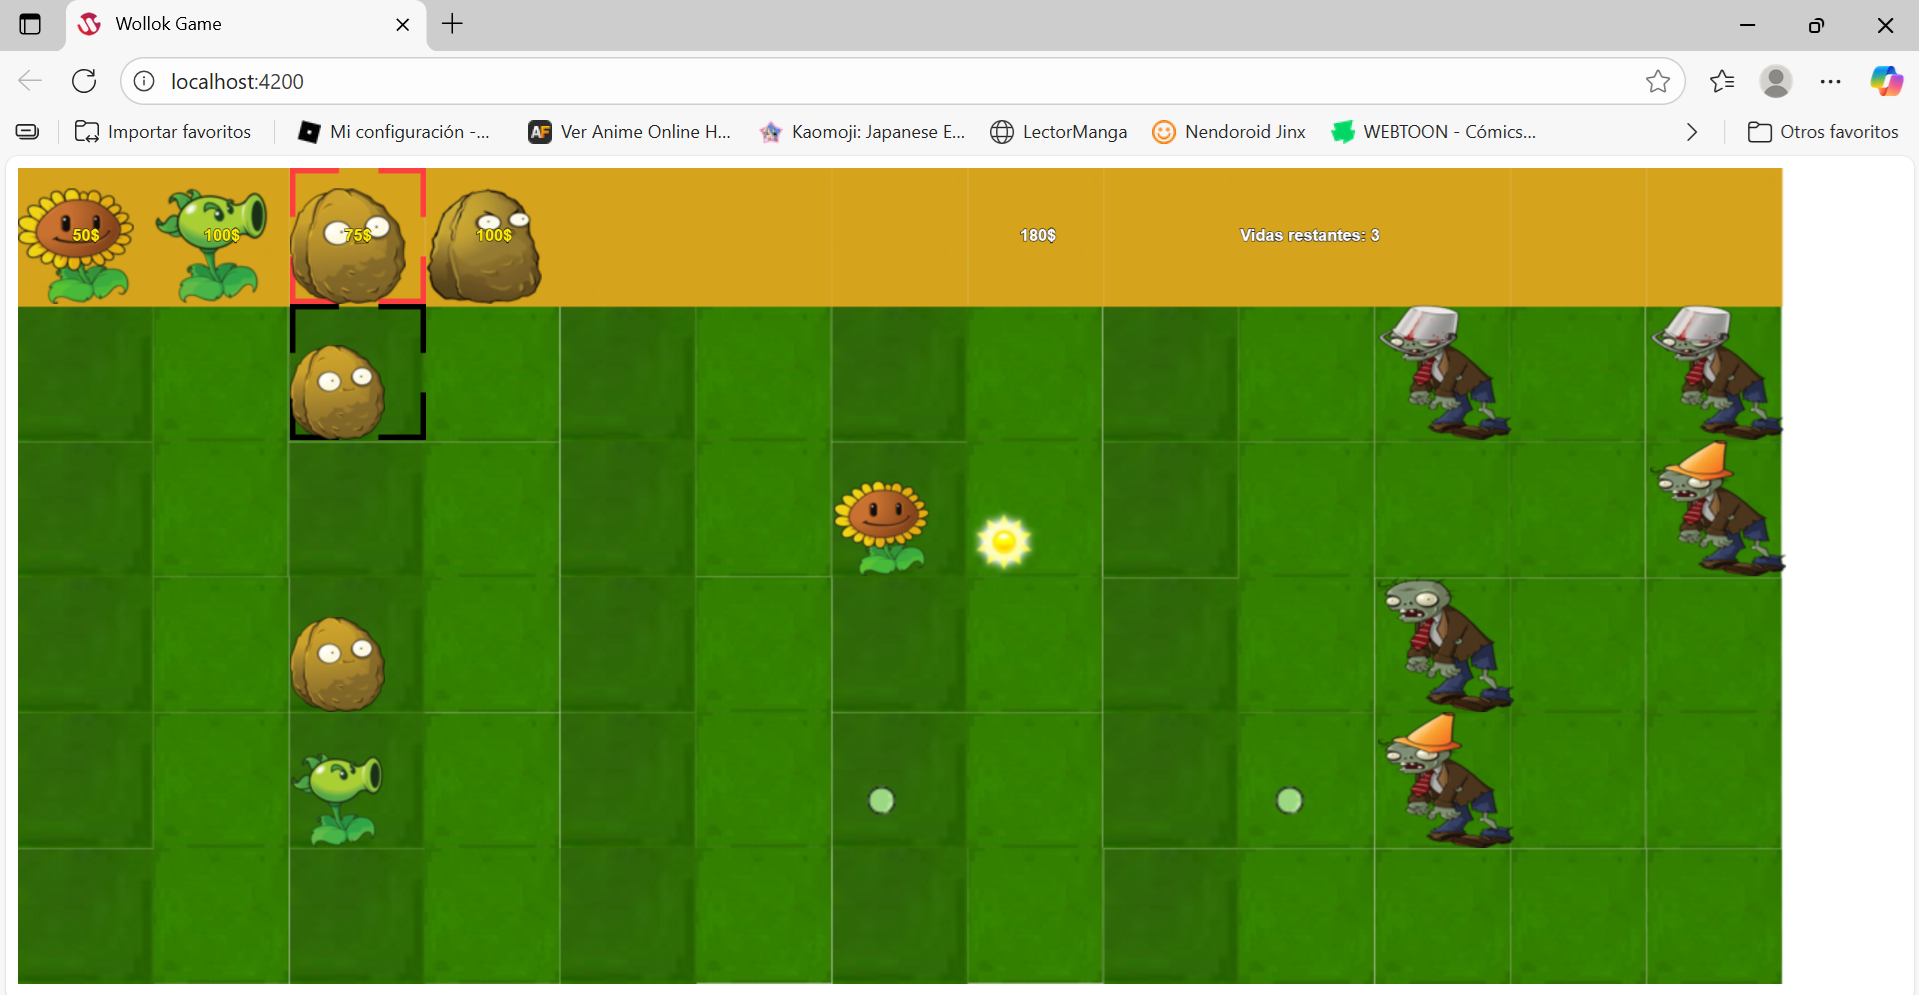 Wollok Game
localhost:4200
Importar favoritos
Mi configuración -...
AF Ver Anime Online H...
Kaomoji: Japanese E...
LectorManga
Nendoroid Jinx
WEBTOON - Cómics...
Otros favoritos
50$ 100$ 75$ 100$ 180$ Vidas restantes: 3